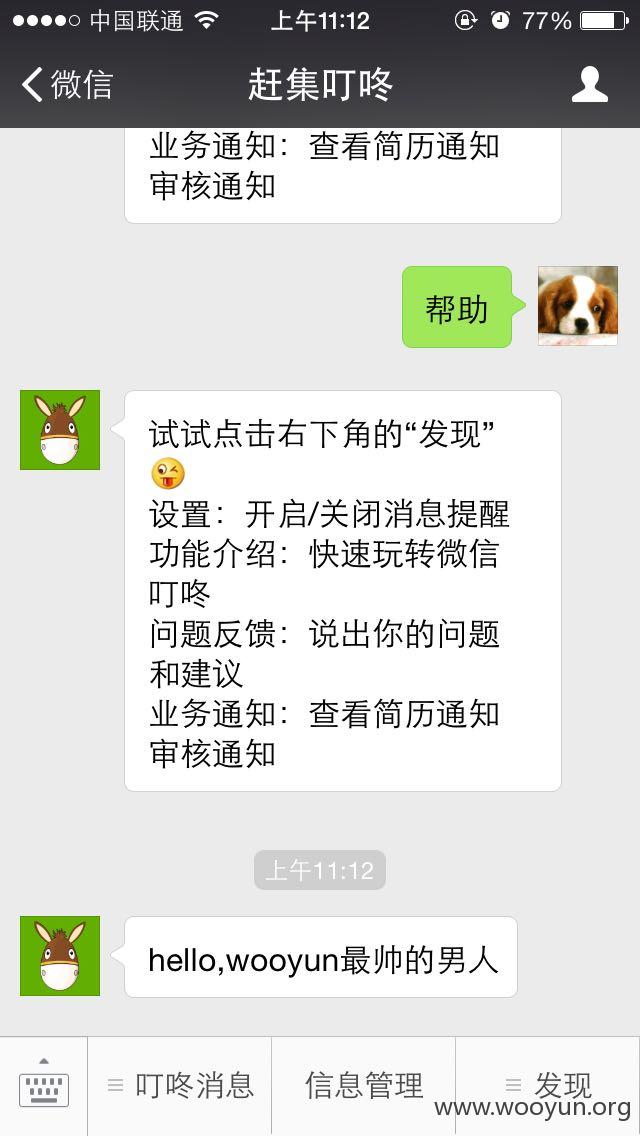 中国联通 上午11:12 77%
微信 赶集叮咚
业务通知：查看简历通知
审核通知
帮助
试试点击右下角的“发现”
设置：开启/关闭消息提醒
功能介绍：快速玩转微信
叮咚
问题反馈：说出你的问题
和建议
业务通知：查看简历通知
审核通知
上午11:12
hello,wooyun最帅的男人
叮咚消息 信息管理 发现
www.wooyun.org